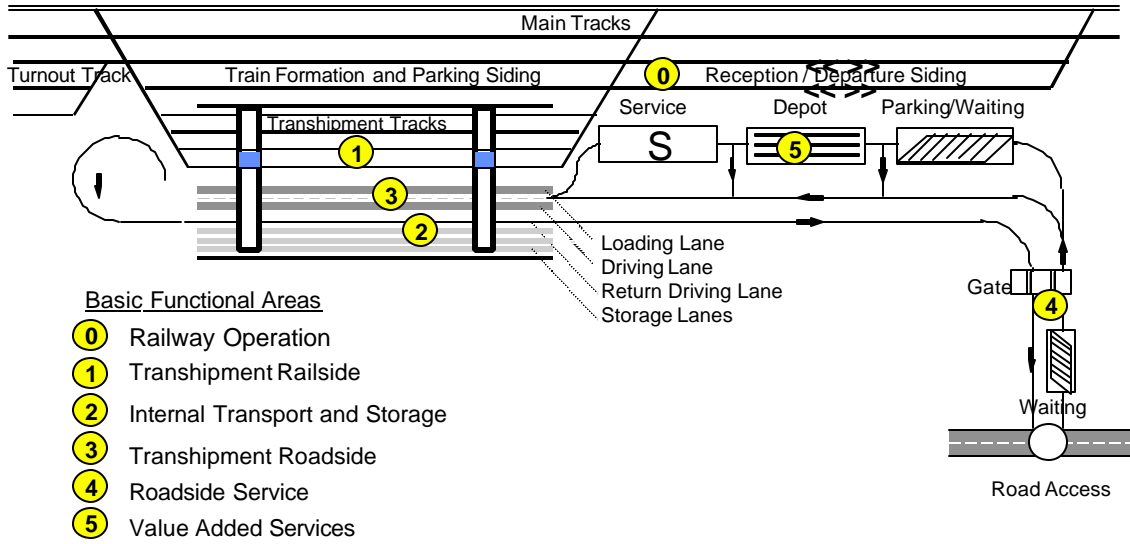 Main Tracks
Turnout Track
Train Formation and Parking Siding
0
Reception / Departure Siding
Service
Depot
Parking/Waiting
Transhipment Tracks
S
5
1
3
2
Loading Lane
Driving Lane
Return Driving Lane
Storage Lanes
Gate
4
Basic Functional Areas
0 Railway Operation
1 Transhipment Railside
2 Internal Transport and Storage
3 Transhipment Roadside
4 Roadside Service
5 Value Added Services
Waiting
Road Access